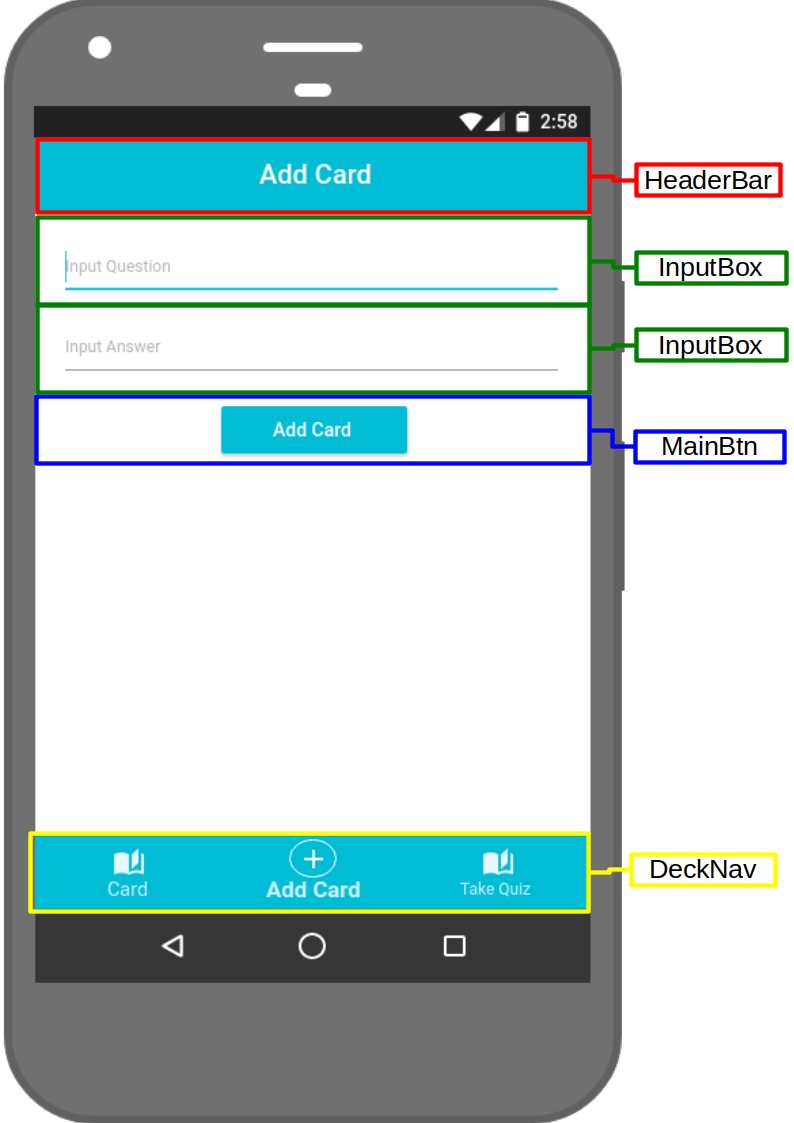 2:58
Add Card
HeaderBar
Input Question
InputBox
Input Answer
InputBox
Add Card
MainBtn
Card
Add Card
Take Quiz
DeckNav